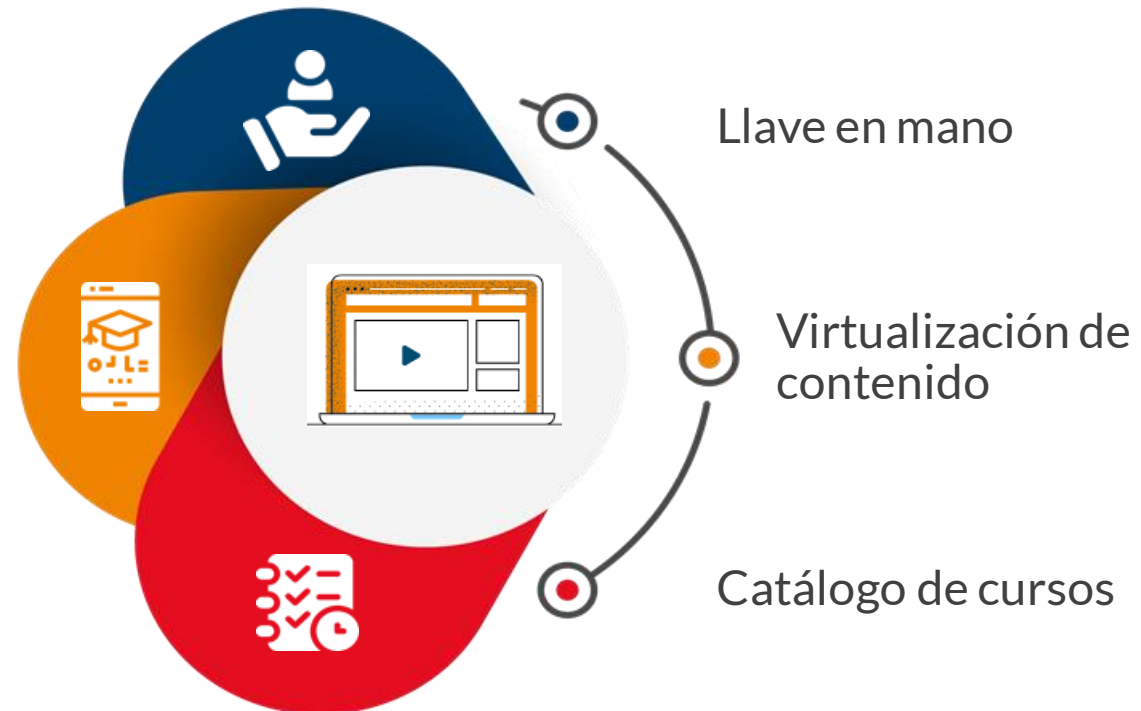 Llave en mano
Virtualización de
contenido
Catálogo de cursos